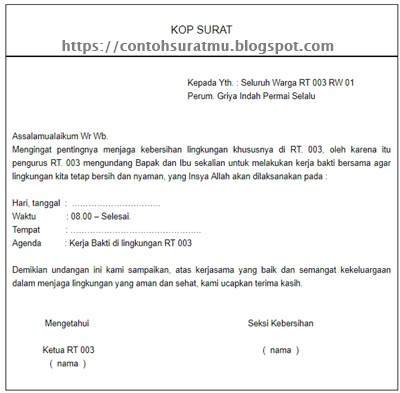 KOP SURAT
https://contohsuratmu.blogspot.com
Kepada Yth. : Seluruh Warga RT 003 RW 01
Perum. Griya Indah Permai Selalu
Assalamualaikum Wr Wb.
Mengingat pentingnya menjaga kebersihan lingkungan khususnya di RT. 003, oleh karena itu
pengurus RT. 003 mengundang Bapak dan Ibu sekalian untuk melakukan kerja bakti bersama agar
lingkungan kita tetap bersih dan nyaman, yang Insya Allah akan dilaksanakan pada :
Hari, tanggal : ................................
Waktu : 08.00 – Selesai.
Tempat : ................................................
Agenda : Kerja Bakti di lingkungan RT 003
Demikian undangan ini kami sampaikan, atas kerjasama yang baik dan semangat kekeluargaan
dalam menjaga lingkungan yang aman dan sehat, kami ucapkan terima kasih.
Mengetahui Seksi Kebersihan
Ketua RT 003 ( nama )
( nama )